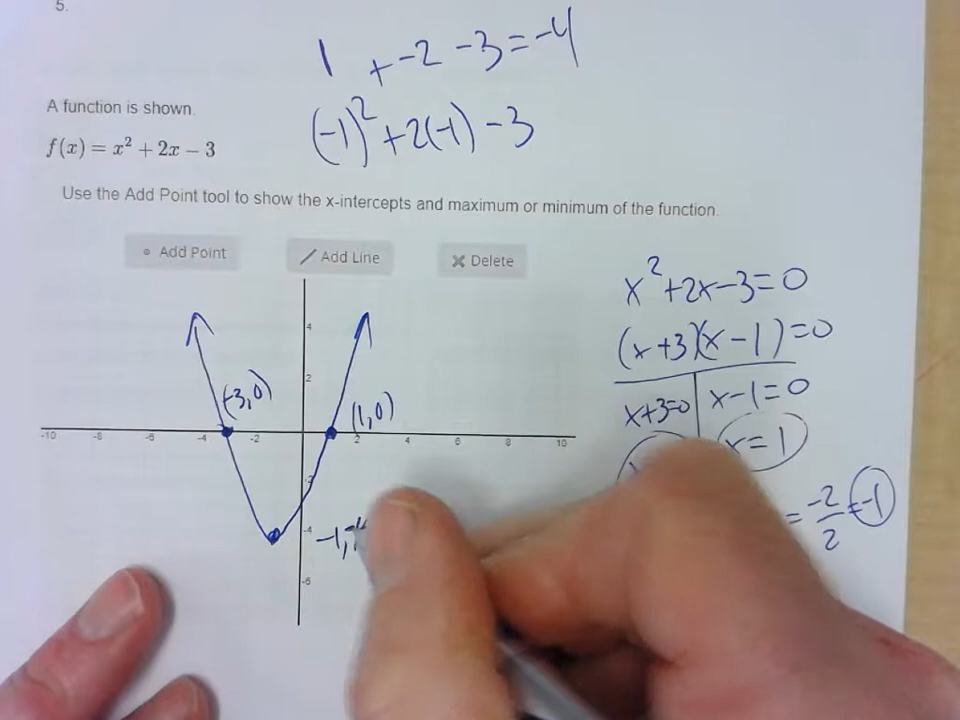 5.
1 + -2 -3 = -4
A function is shown.
(-1)² + 2(-1) - 3
f(x) = x² + 2x − 3
Use the Add Point tool to show the x-intercepts and maximum or minimum of the function.
Add Point
Add Line
Delete
x² + 2x - 3 = 0
(x + 3)(x - 1) = 0
x + 3 = 0
x - 1 = 0
x = 1
= -2/2 = -1
4
2
(-3, 0)
(1, 0)
-10 -8 -6 -4 -2 2 4 6 8 10
-2
-4
-1, -4
-6